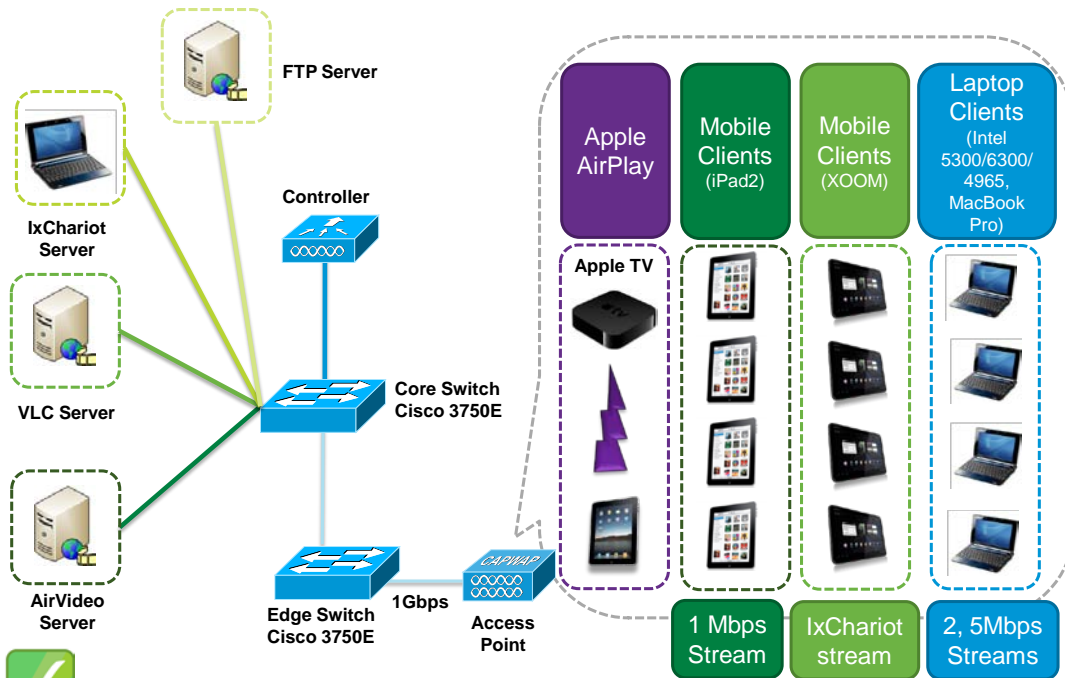 FTP Server
IxChariot
Server
VLC Server
AirVideo
Server
Controller
Core Switch
Cisco 3750E
Edge Switch
Cisco 3750E
1Gbps
CAPWAP
Access
Point
Apple
AirPlay
Mobile
Clients
(iPad2)
Mobile
Clients
(XOOM)
Laptop
Clients
(Intel
5300/6300/
4965,
MacBook
Pro)
Apple TV
tv
1 Mbps
Stream
IxChariot
stream
2, 5Mbps
Streams